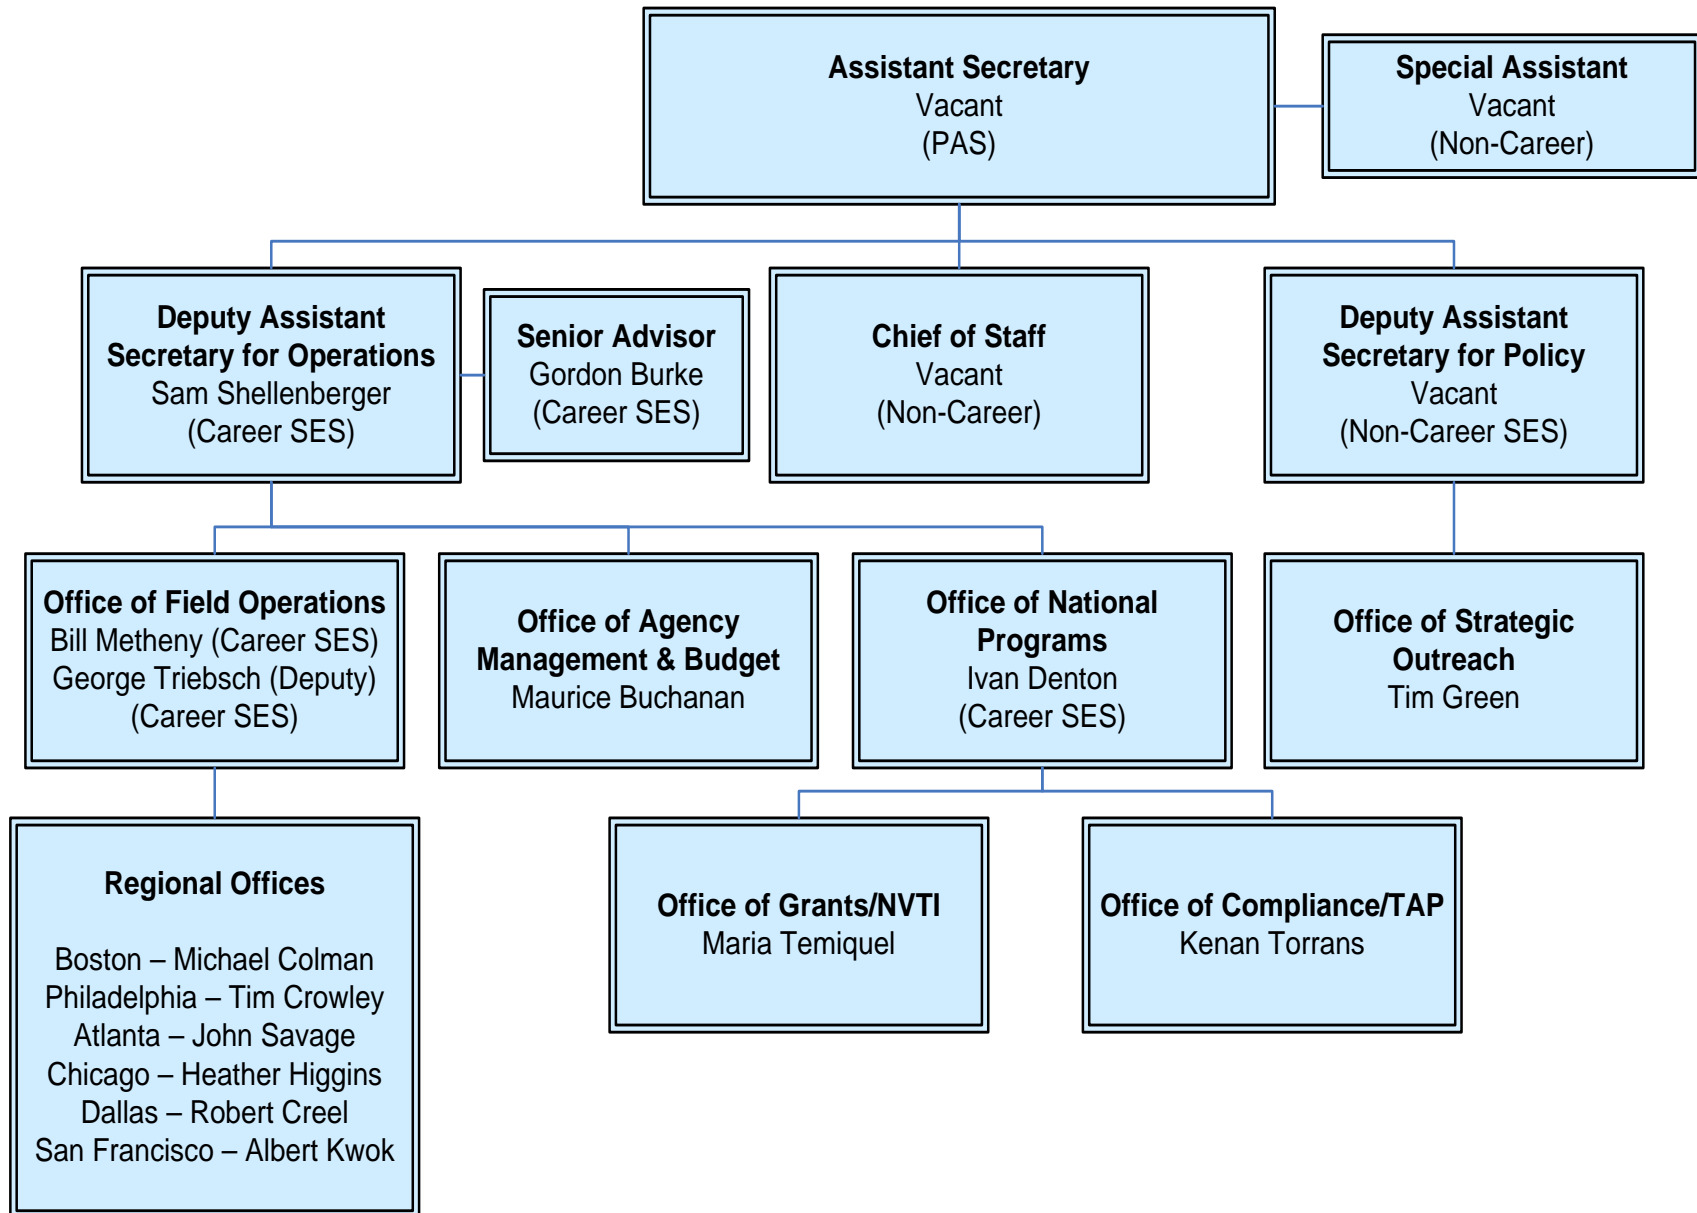 Assistant Secretary
Vacant
(PAS)
Special Assistant
Vacant
(Non-Career)
Deputy Assistant
Secretary for Operations
Sam Shellenberger
(Career SES)
Senior Advisor
Gordon Burke
(Career SES)
Chief of Staff
Vacant
(Non-Career)
Deputy Assistant
Secretary for Policy
Vacant
(Non-Career SES)
Office of Field Operations
Bill Metheny (Career SES)
George Triebsch (Deputy)
(Career SES)
Office of Agency
Management & Budget
Maurice Buchanan
Office of National
Programs
Ivan Denton
(Career SES)
Office of Strategic
Outreach
Tim Green
Regional Offices
Boston – Michael Colman
Philadelphia – Tim Crowley
Atlanta – John Savage
Chicago – Heather Higgins
Dallas – Robert Creel
San Francisco – Albert Kwok
Office of Grants/NVTI
Maria Temiquel
Office of Compliance/TAP
Kenan Torrans